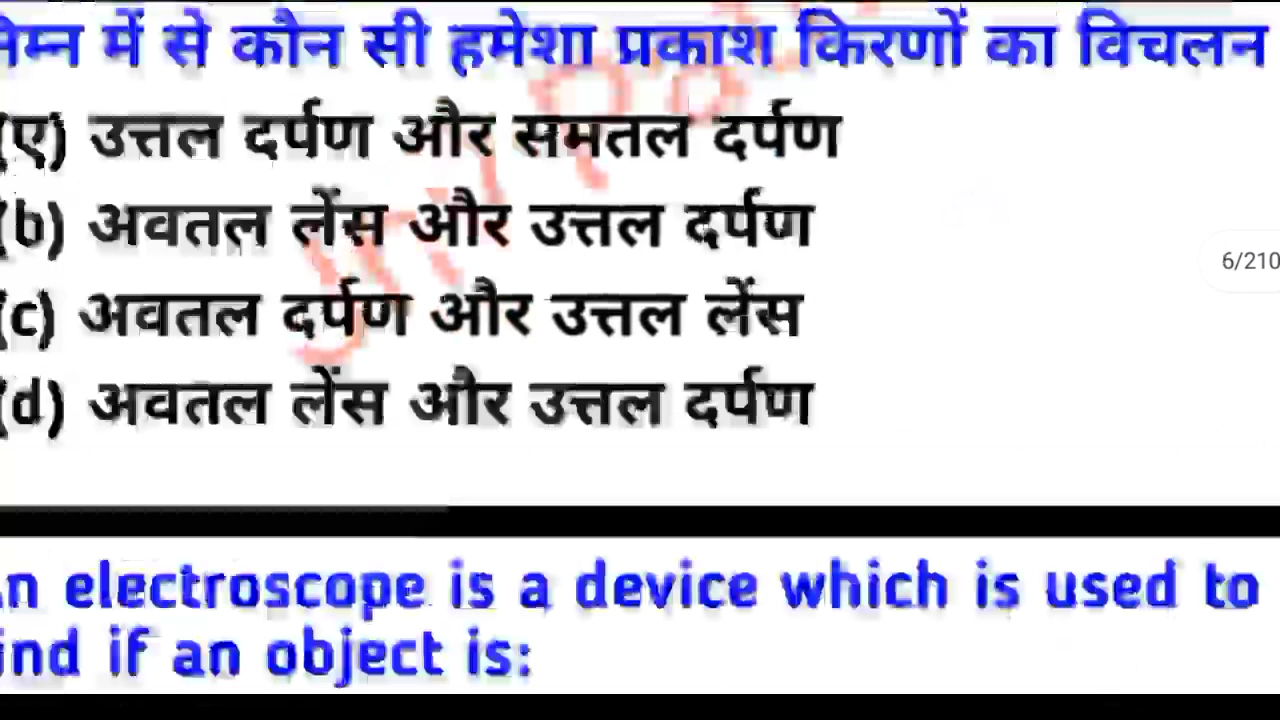 में से कौन सी हमेशा प्रकाश किरणों का विचलन
(ए) उत्तल दर्पण और समतल दर्पण
(b) अवतल लेंस और उत्तल दर्पण
(c) अवतल दर्पण और उत्तल लेंस
(d) अवतल लेंस और उत्तल दर्पण
6/210
electroscope is a device which is used to
if an object is: